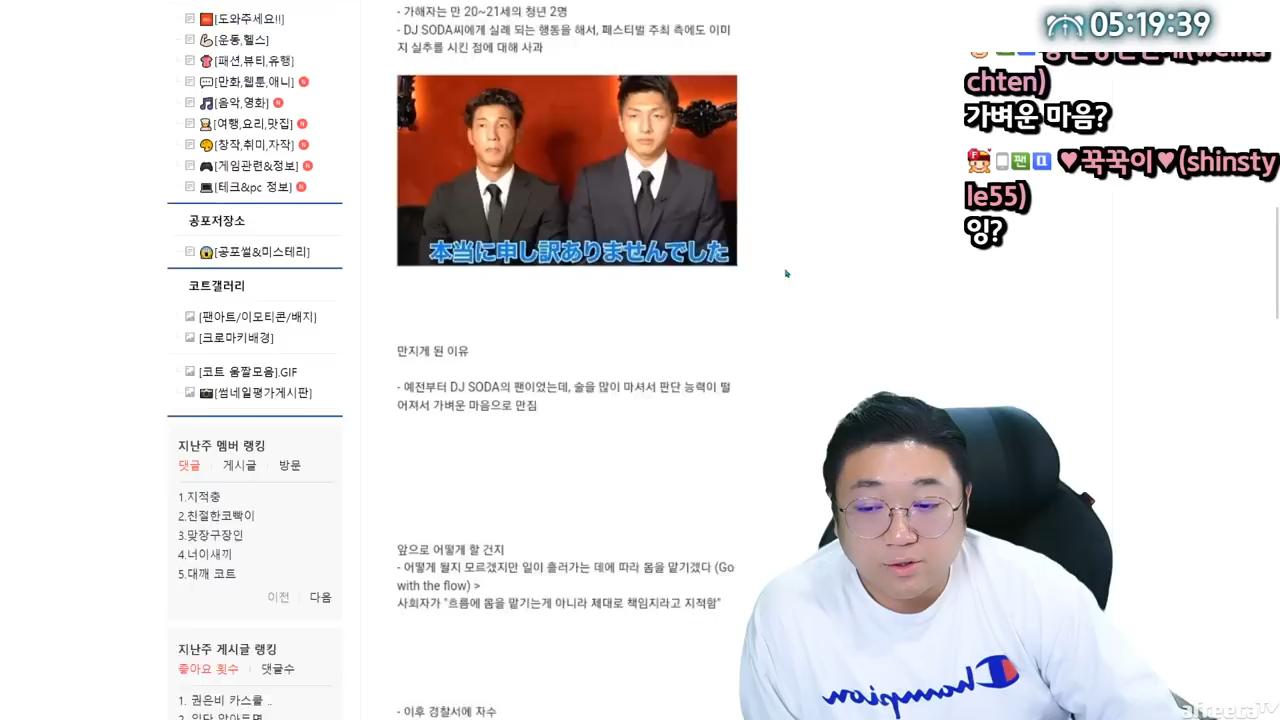 [도와주세요!!]
[운동,헬스]
[패션,뷰티,유행]
[만화,웹툰,애니] N
[음악,영화] N
[여행,요리,맛집] N
[창작,취미,자작] N
[게임관련&정보] N
[테크&pc 정보] N
공포저장소
[공포썰&미스테리]
코트갤러리
[팬아트/이모티콘/배지]
[크로마키배경]
[코트 움짤모음].GIF
[썸네일평가게시판]
지난주 멤버 랭킹
댓글 게시글 방문
1.지적충
2.친절한코빡이
3.맞장구장인
4.너이새끼
5.대깨 코트
이전 다음
지난주 게시글 랭킹
좋아요 횟수 댓글수
1. 권은비 카스쿨 ..
- 가해자는 만 20~21세의 청년 2명
- DJ SODA씨에게 실례 되는 행동을 해서, 페스티벌 주최 측에도 이미
지 실추를 시킨 점에 대해 사과
本当に申し訳ありませんでした
만지게 된 이유
- 예전부터 DJ SODA의 팬이었는데, 술을 많이 마셔서 판단 능력이 떨
어져서 가벼운 마음으로 만짐
앞으로 어떻게 할 건지
- 어떻게 될지 모르겠지만 일이 흘러가는 데에 따라 몸을 맡기겠다 (Go
with the flow) >
사회자가 "흐름에 몸을 맡기는게 아니라 제대로 책임지라고 지적함"
- 이후 경찰서에 자수
05:19:39
chten)
가벼운 마음?
팬 ♥꾹꾹이♥(shinsty
le55)
잉?
Champion
afreecaTV